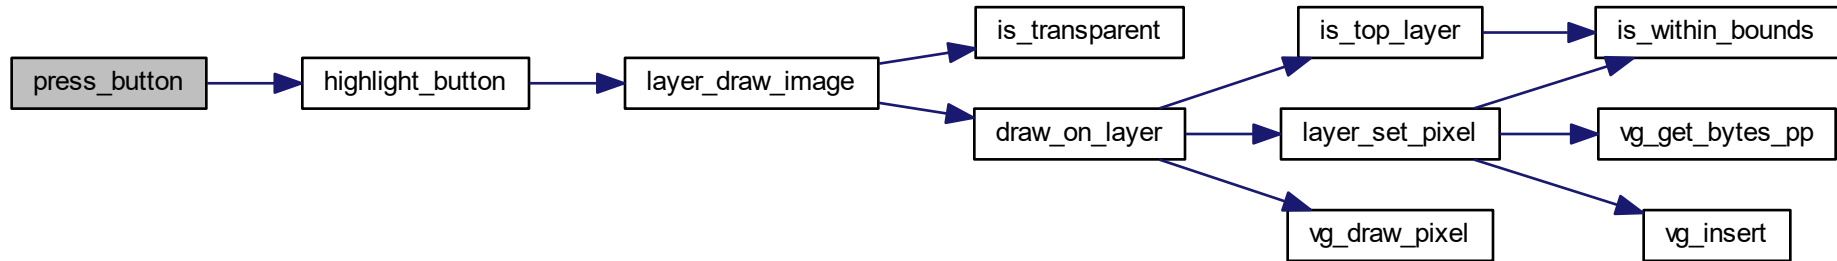 press_button
highlight_button
layer_draw_image
is_transparent
draw_on_layer
is_top_layer
layer_set_pixel
vg_draw_pixel
is_within_bounds
vg_get_bytes_pp
vg_insert